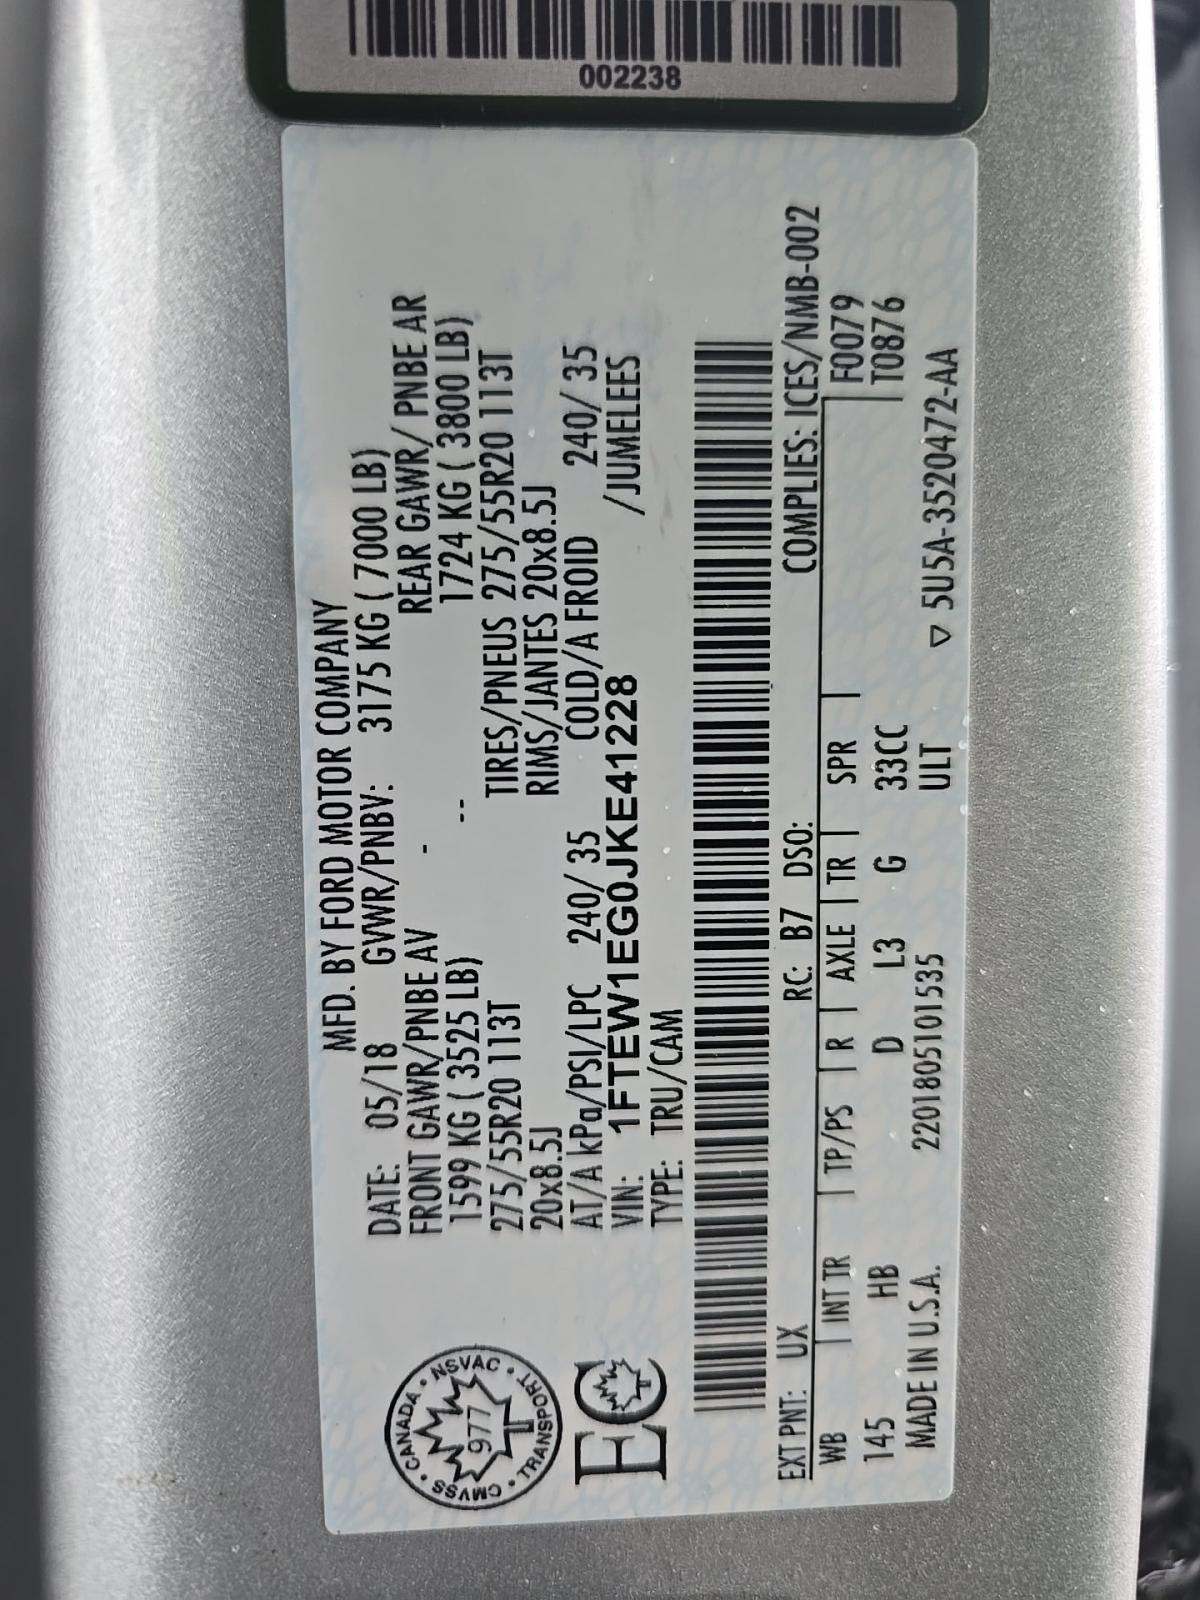 002238
MFD. BY FORD MOTOR COMPANY
DATE: 05/18 GVWR/PNBV: 3175 KG ( 7000 LB)
FRONT GAWR/PNBE AV - REAR GAWR/ PNBE AR
1599 KG ( 3525 LB) -- 1724 KG ( 3800 LB)
275/55R20 113T TIRES/PNEUS 275/55R20 113T
20x8.5J RIMS/JANTES 20x8.5J
AT/A kPa/PSI/LPC 240/ 35 COLD/A FROID 240/ 35
VIN: 1FTEW1EG0JKE41228 /JUMELEES
TYPE: TRU/CAM
CANADA • NSVAC • TRANSPORT • CMVSS •
977
EC
EXT PNT: UX RC: B7 DSO: COMPLIES: ICES/NMB-002
WB | INT TR | TP/PS | R | AXLE | TR | SPR | F0079
145 HB D L3 G 33CC T0876
MADE IN U.S.A. 2201805101535 ULT ▽ 5U5A-3520472-AA